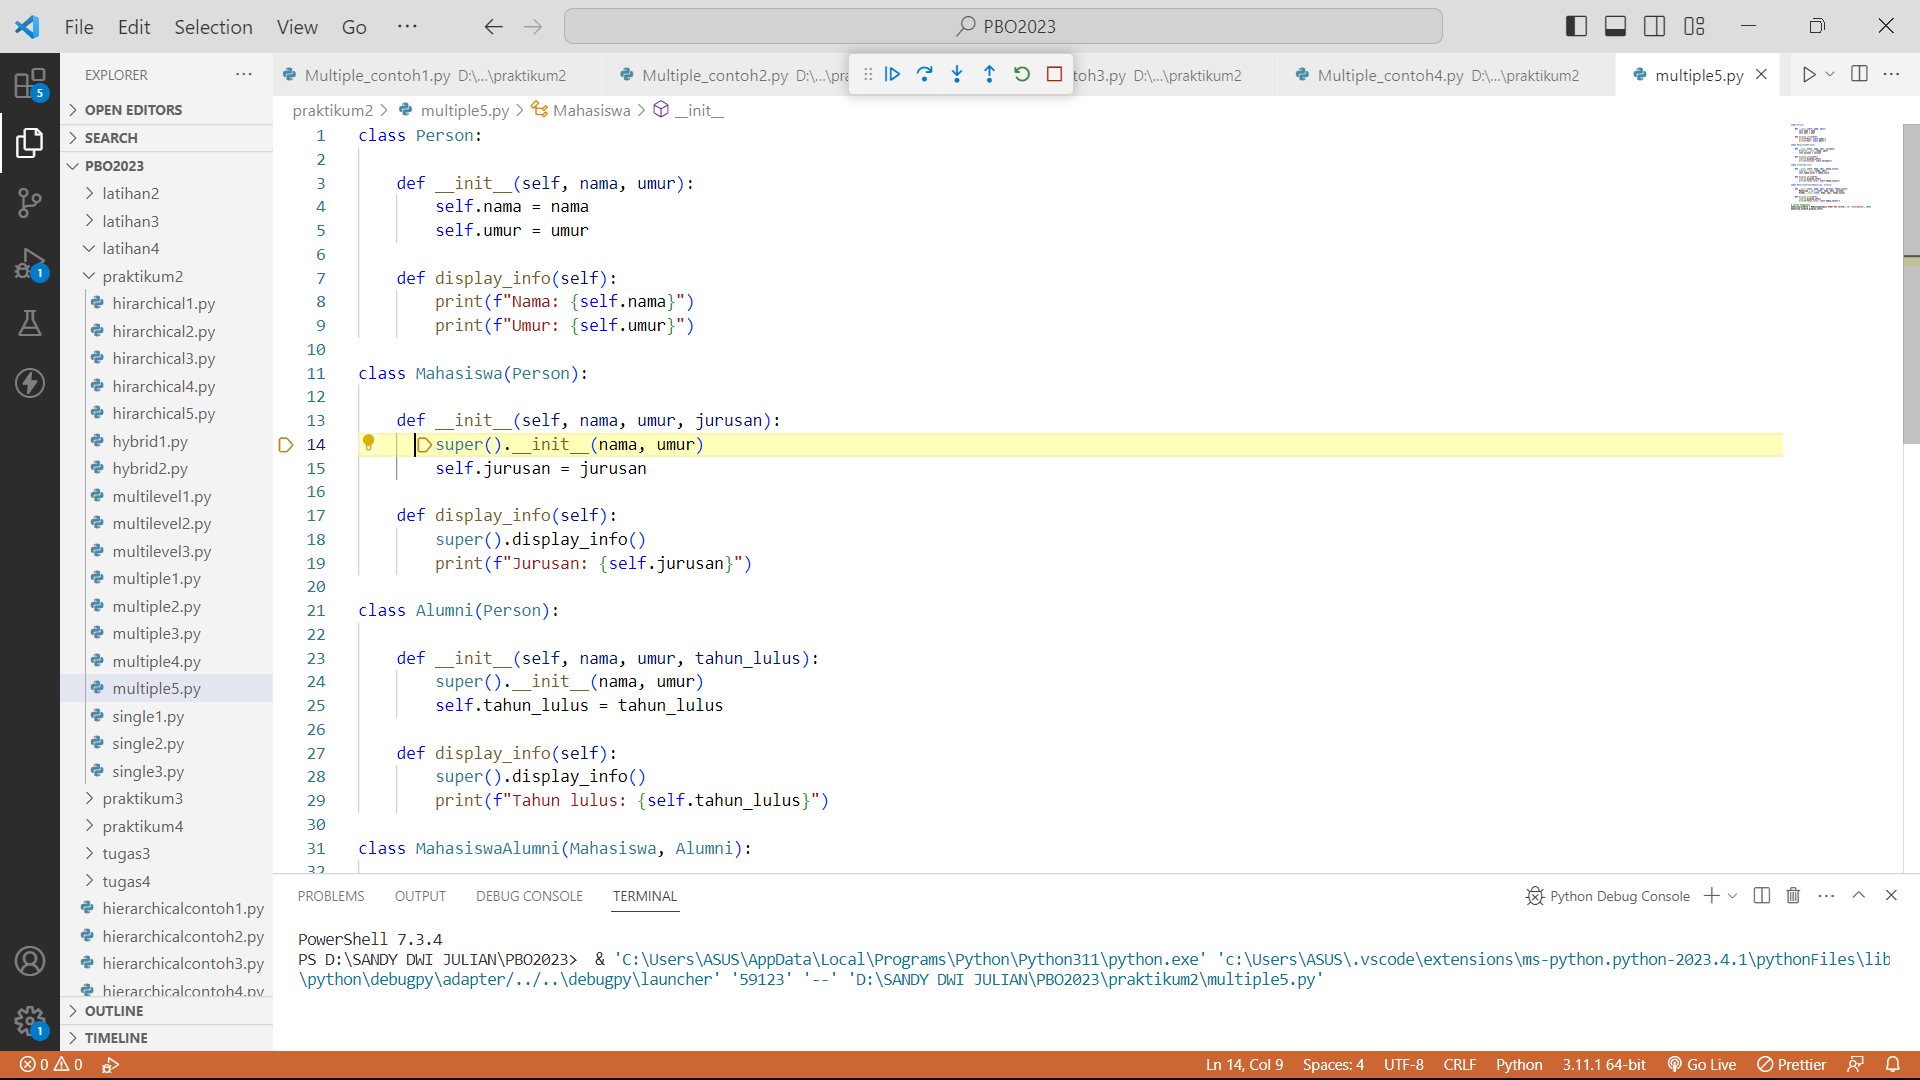 File Edit Selection View Go ··· PBO2023
EXPLORER ···
OPEN EDITORS
SEARCH
PBO2023
latihan2
latihan3
latihan4
praktikum2
hirarchical1.py
hirarchical2.py
hirarchical3.py
hirarchical4.py
hirarchical5.py
hybrid1.py
hybrid2.py
multilevel1.py
multilevel2.py
multilevel3.py
multiple1.py
multiple2.py
multiple3.py
multiple4.py
multiple5.py
single1.py
single2.py
single3.py
praktikum3
praktikum4
tugas3
tugas4
hierarchicalcontoh1.py
hierarchicalcontoh2.py
hierarchicalcontoh3.py
hierarchicalcontoh4.py
OUTLINE
TIMELINE
5
1
1
Multiple_contoh1.py D:\...\praktikum2 Multiple_contoh2.py D:\...\pra toh3.py D:\...\praktikum2 Multiple_contoh4.py D:\...\praktikum2 multiple5.py
praktikum2 > multiple5.py > Mahasiswa > __init__
1 class Person:
2
3 def __init__(self, nama, umur):
4 self.nama = nama
5 self.umur = umur
6
7 def display_info(self):
8 print(f"Nama: {self.nama}")
9 print(f"Umur: {self.umur}")
10
11 class Mahasiswa(Person):
12
13 def __init__(self, nama, umur, jurusan):
14 super().__init__(nama, umur)
15 self.jurusan = jurusan
16
17 def display_info(self):
18 super().display_info()
19 print(f"Jurusan: {self.jurusan}")
20
21 class Alumni(Person):
22
23 def __init__(self, nama, umur, tahun_lulus):
24 super().__init__(nama, umur)
25 self.tahun_lulus = tahun_lulus
26
27 def display_info(self):
28 super().display_info()
29 print(f"Tahun lulus: {self.tahun_lulus}")
30
31 class MahasiswaAlumni(Mahasiswa, Alumni):
32
PROBLEMS OUTPUT DEBUG CONSOLE TERMINAL Python Debug Console
PowerShell 7.3.4
PS D:\SANDY DWI JULIAN\PBO2023> & 'C:\Users\ASUS\AppData\Local\Programs\Python\Python311\python.exe' 'c:\Users\ASUS\.vscode\extensions\ms-python.python-2023.4.1\pythonFiles\lib
\python\debugpy\adapter/../..\debugpy\launcher' '59123' '--' 'D:\SANDY DWI JULIAN\PBO2023\praktikum2\multiple5.py'
0 0 Ln 14, Col 9 Spaces: 4 UTF-8 CRLF Python 3.11.1 64-bit Go Live Prettier